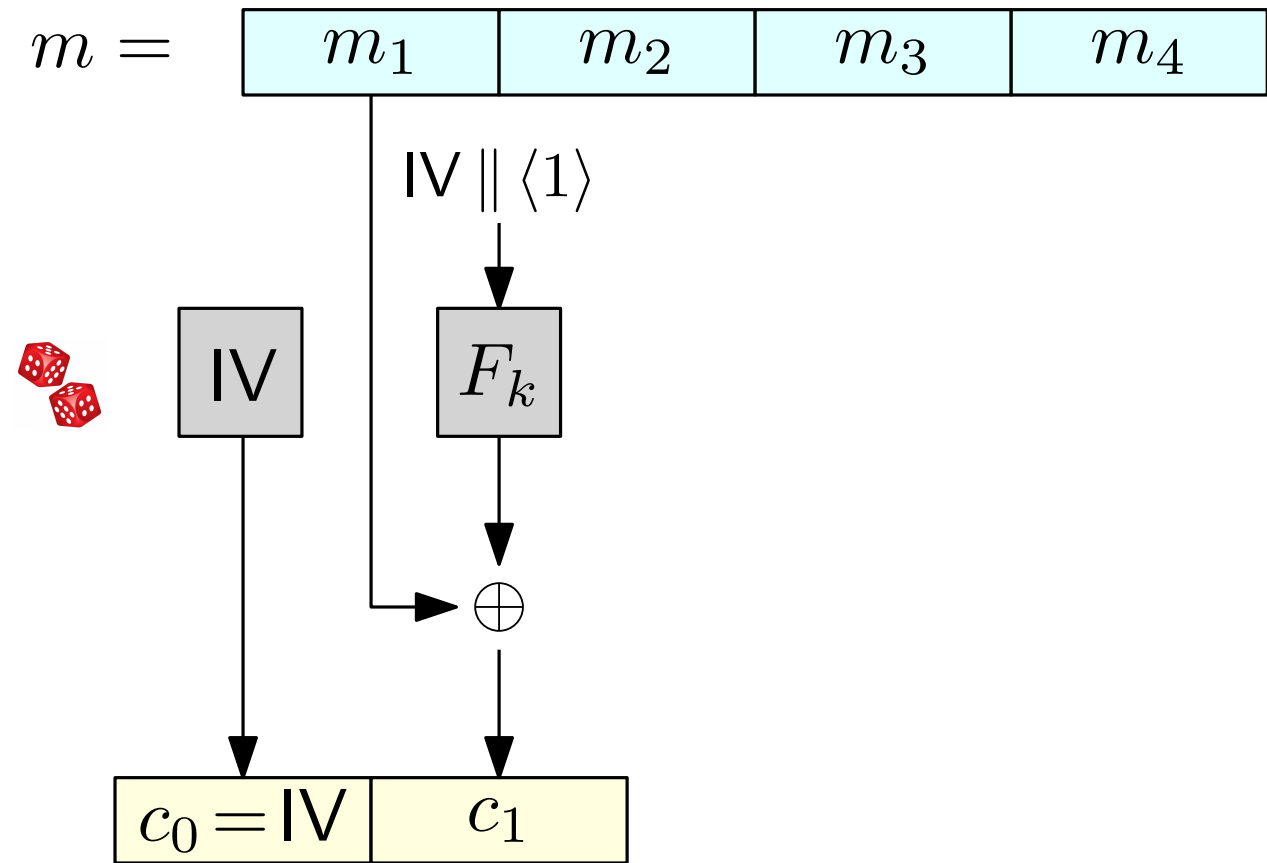 m = m₁ m₂ m₃ m₄
IV ∥ ⟨1⟩
IV Fₖ
c₀ = IV c₁